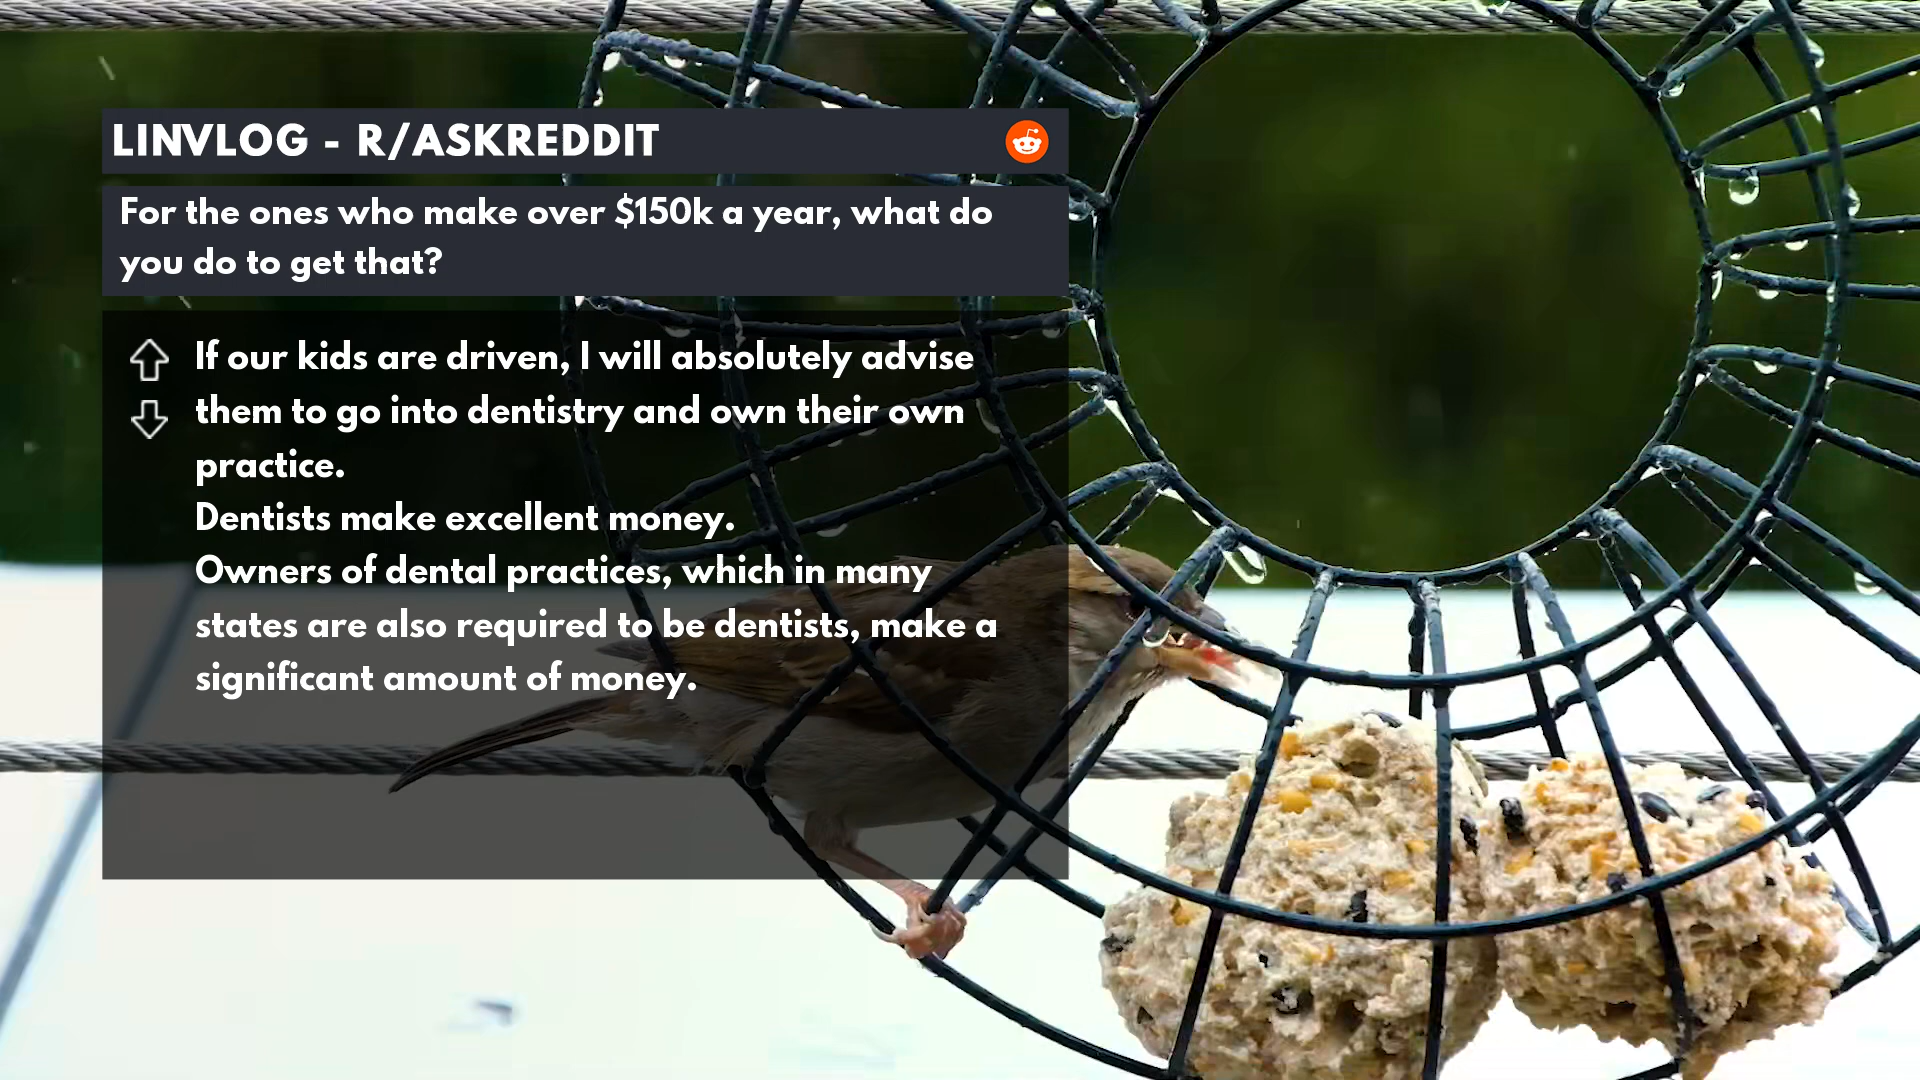 LINVLOG - R/ASKREDDIT
For the ones who make over $150k a year, what do
you do to get that?
If our kids are driven, I will absolutely advise
them to go into dentistry and own their own
practice.
Dentists make excellent money.
Owners of dental practices, which in many
states are also required to be dentists, make a
significant amount of money.